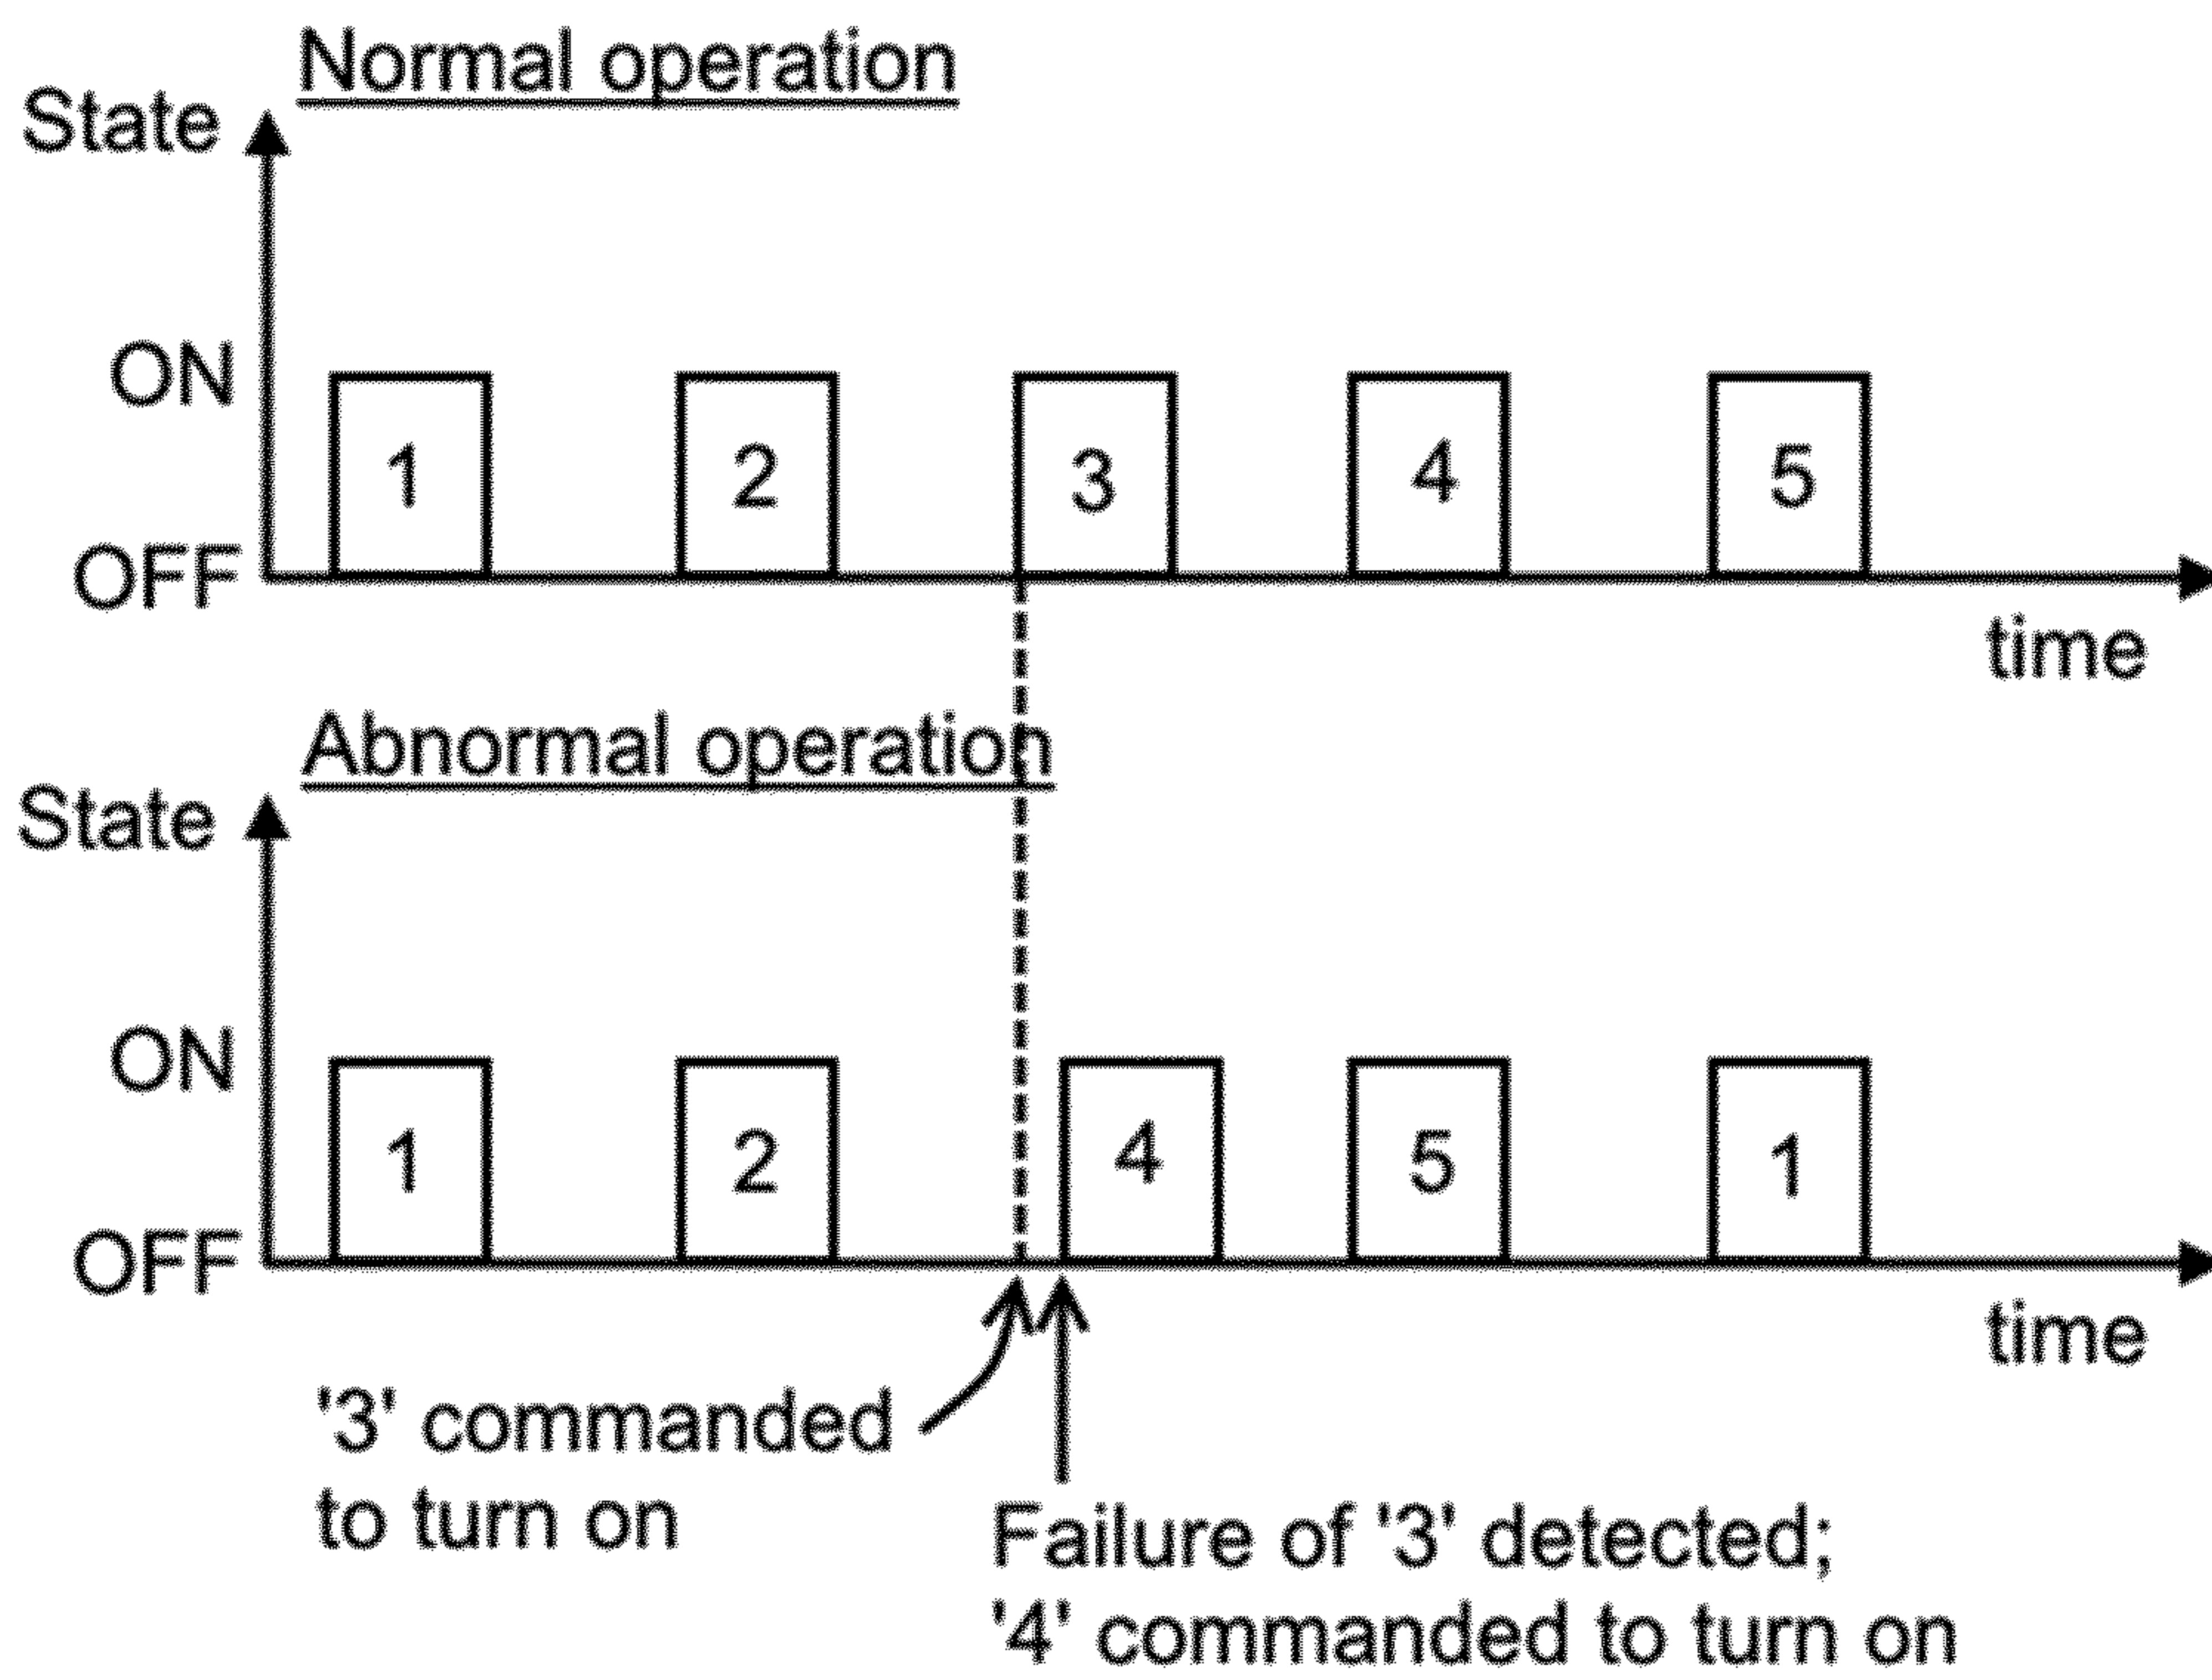 Normal operation
State
ON
1 2 3 4 5
OFF
time
Abnormal operation
State
ON
1 2 4 5 1
OFF
time
'3' commanded
to turn on
Failure of '3' detected;
'4' commanded to turn on